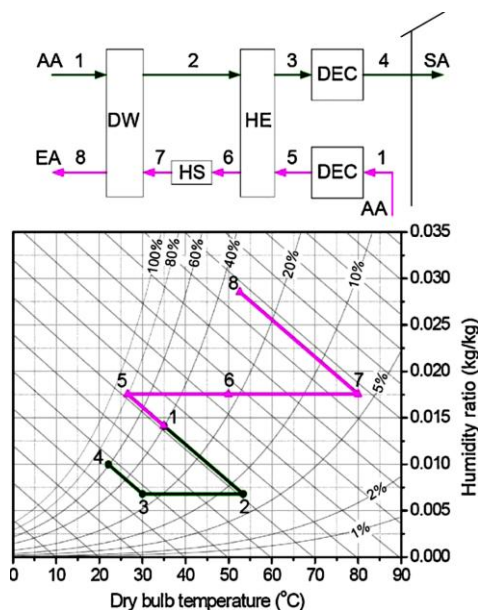 AA 1 2 3 DEC 4 SA
DW HE
EA 8 7 HS 6 5 DEC 1
AA
0.035
0.030
0.025
0.020
0.015
0.010
0.005
0.000
Humidity ratio (kg/kg)
100%
80%
60%
40%
20%
10%
5%
2%
1%
8
5 6 7
1
4
3 2
0 10 20 30 40 50 60 70 80 90
Dry bulb temperature (°C)